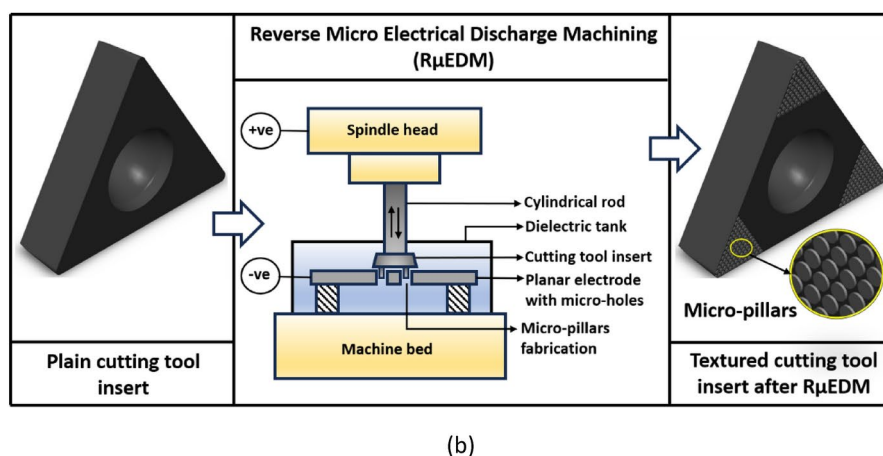 Reverse Micro Electrical Discharge Machining
(RµEDM)
+ve
Spindle head
Cylindrical rod
Dielectric tank
Cutting tool insert
-ve
Planar electrode
with micro-holes
Micro-pillars
fabrication
Machine bed
Micro-pillars
Plain cutting tool
insert
Textured cutting tool
insert after RµEDM
(b)